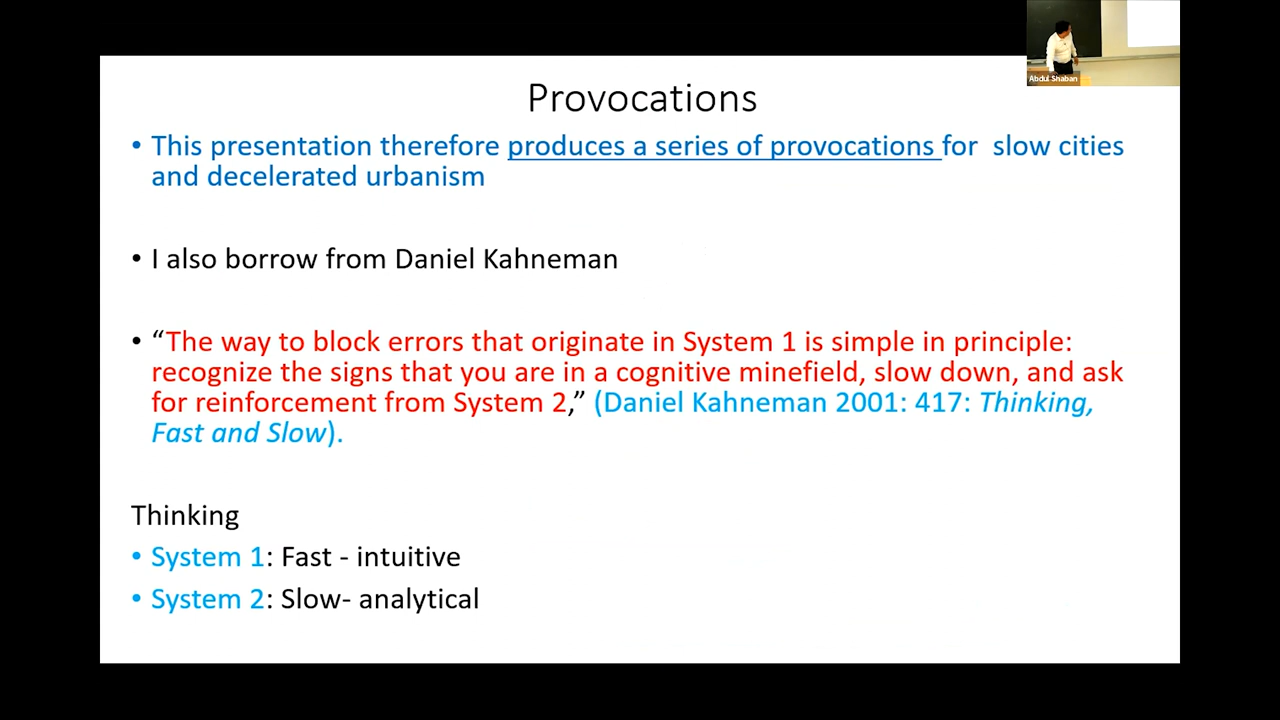 Abdul Shaban
Provocations
• This presentation therefore produces a series of provocations for slow cities
and decelerated urbanism
• I also borrow from Daniel Kahneman
• “The way to block errors that originate in System 1 is simple in principle:
recognize the signs that you are in a cognitive minefield, slow down, and ask
for reinforcement from System 2,” (Daniel Kahneman 2001: 417: Thinking,
Fast and Slow).
Thinking
• System 1: Fast - intuitive
• System 2: Slow- analytical